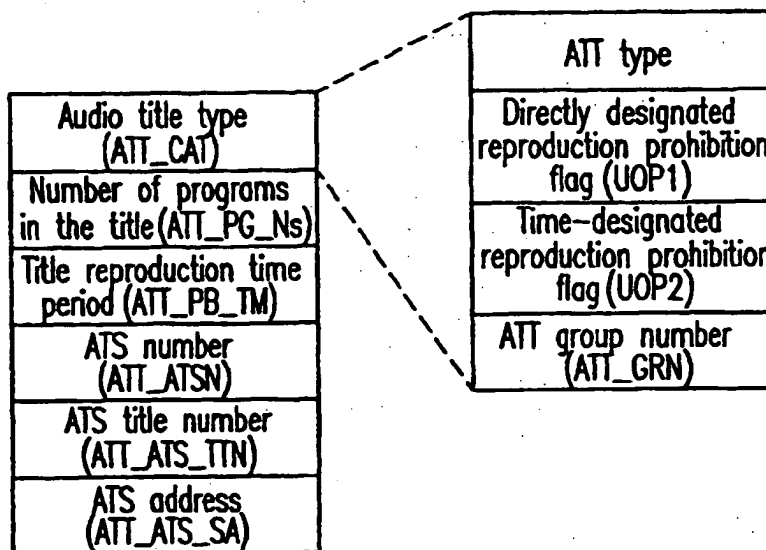 Audio title type
(ATT_CAT)
Number of programs
in the title (ATT_PG_Ns)
Title reproduction time
period (ATT_PB_TM)
ATS number
(ATT_ATSN)
ATS title number
(ATT_ATS_TTN)
ATS address
(ATT_ATS_SA)
ATT type
Directly designated
reproduction prohibition
flag (UOP1)
Time-designated
reproduction prohibition
flag (UOP2)
ATT group number
(ATT_GRN)